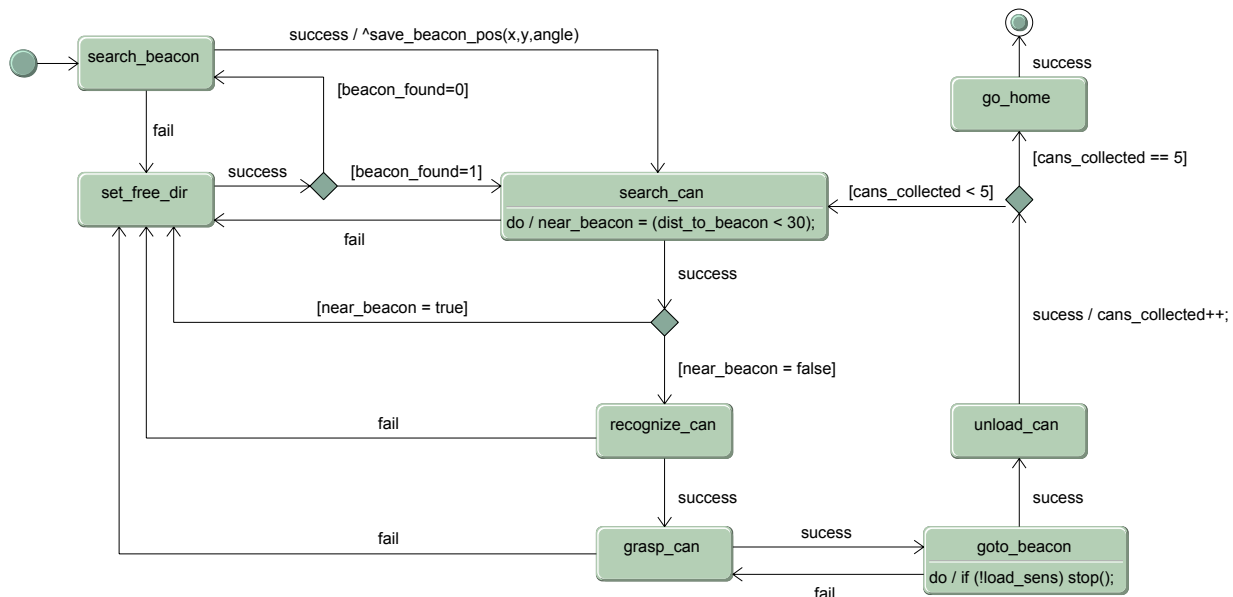 success / ^save_beacon_pos(x,y,angle)
search_beacon
success
[beacon_found=0]
go_home
fail
[cans_collected == 5]
success
[beacon_found=1]
set_free_dir
search_can
[cans_collected < 5]
do / near_beacon = (dist_to_beacon < 30);
fail
success
[near_beacon = true]
sucess / cans_collected++;
[near_beacon = false]
fail
recognize_can
unload_can
success
sucess
fail
sucess
grasp_can
goto_beacon
do / if (!load_sens) stop();
fail